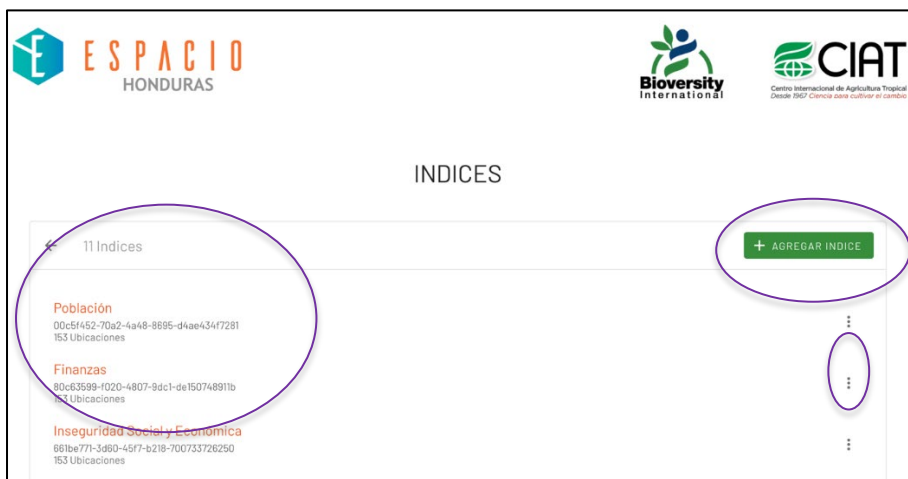 ESPACIO
HONDURAS
Bioversity
International
CIAT
Centro Internacional de Agricultura Tropical
Desde 1967 Ciencia para cultivar el cambio
INDICES
11 Indices
+ AGREGAR INDICE
Población
00c5f452-70a2-4a48-8695-d4ae434f7281
153 Ubicaciones
Finanzas
80c63599-f020-4807-9dc1-de150748911b
153 Ubicaciones
Inseguridad Social y Económica
661be771-3d60-45f7-b218-700733726250
153 Ubicaciones